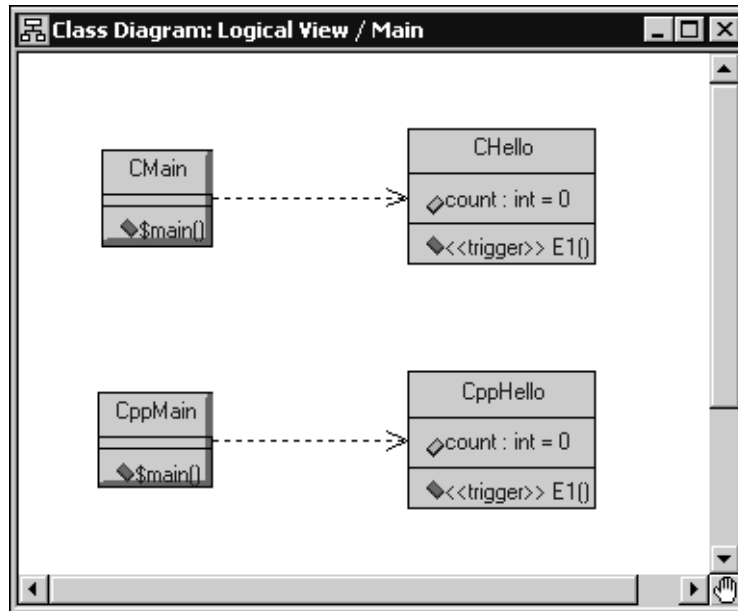 Class Diagram: Logical View / Main
CMain
$main()
CHello
count : int = 0
<<trigger>> E1()
CppMain
$main()
CppHello
count : int = 0
<<trigger>> E1()